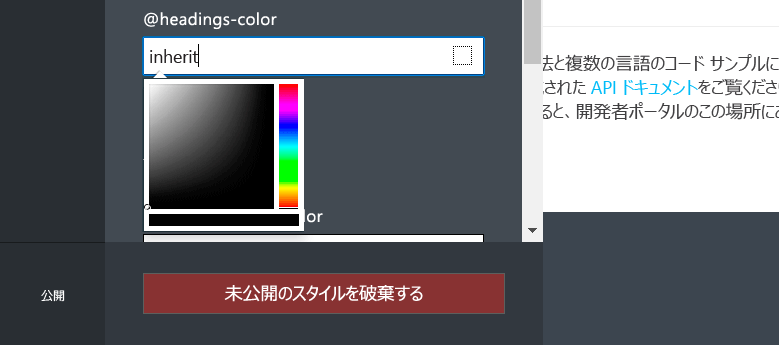 @headings-color
inherit
法と複数の言語のコード サンプルに
された API ドキュメントをご覧くださ
ると、開発者ポータルのこの場所にあ
lor
公開
未公開のスタイルを破棄する